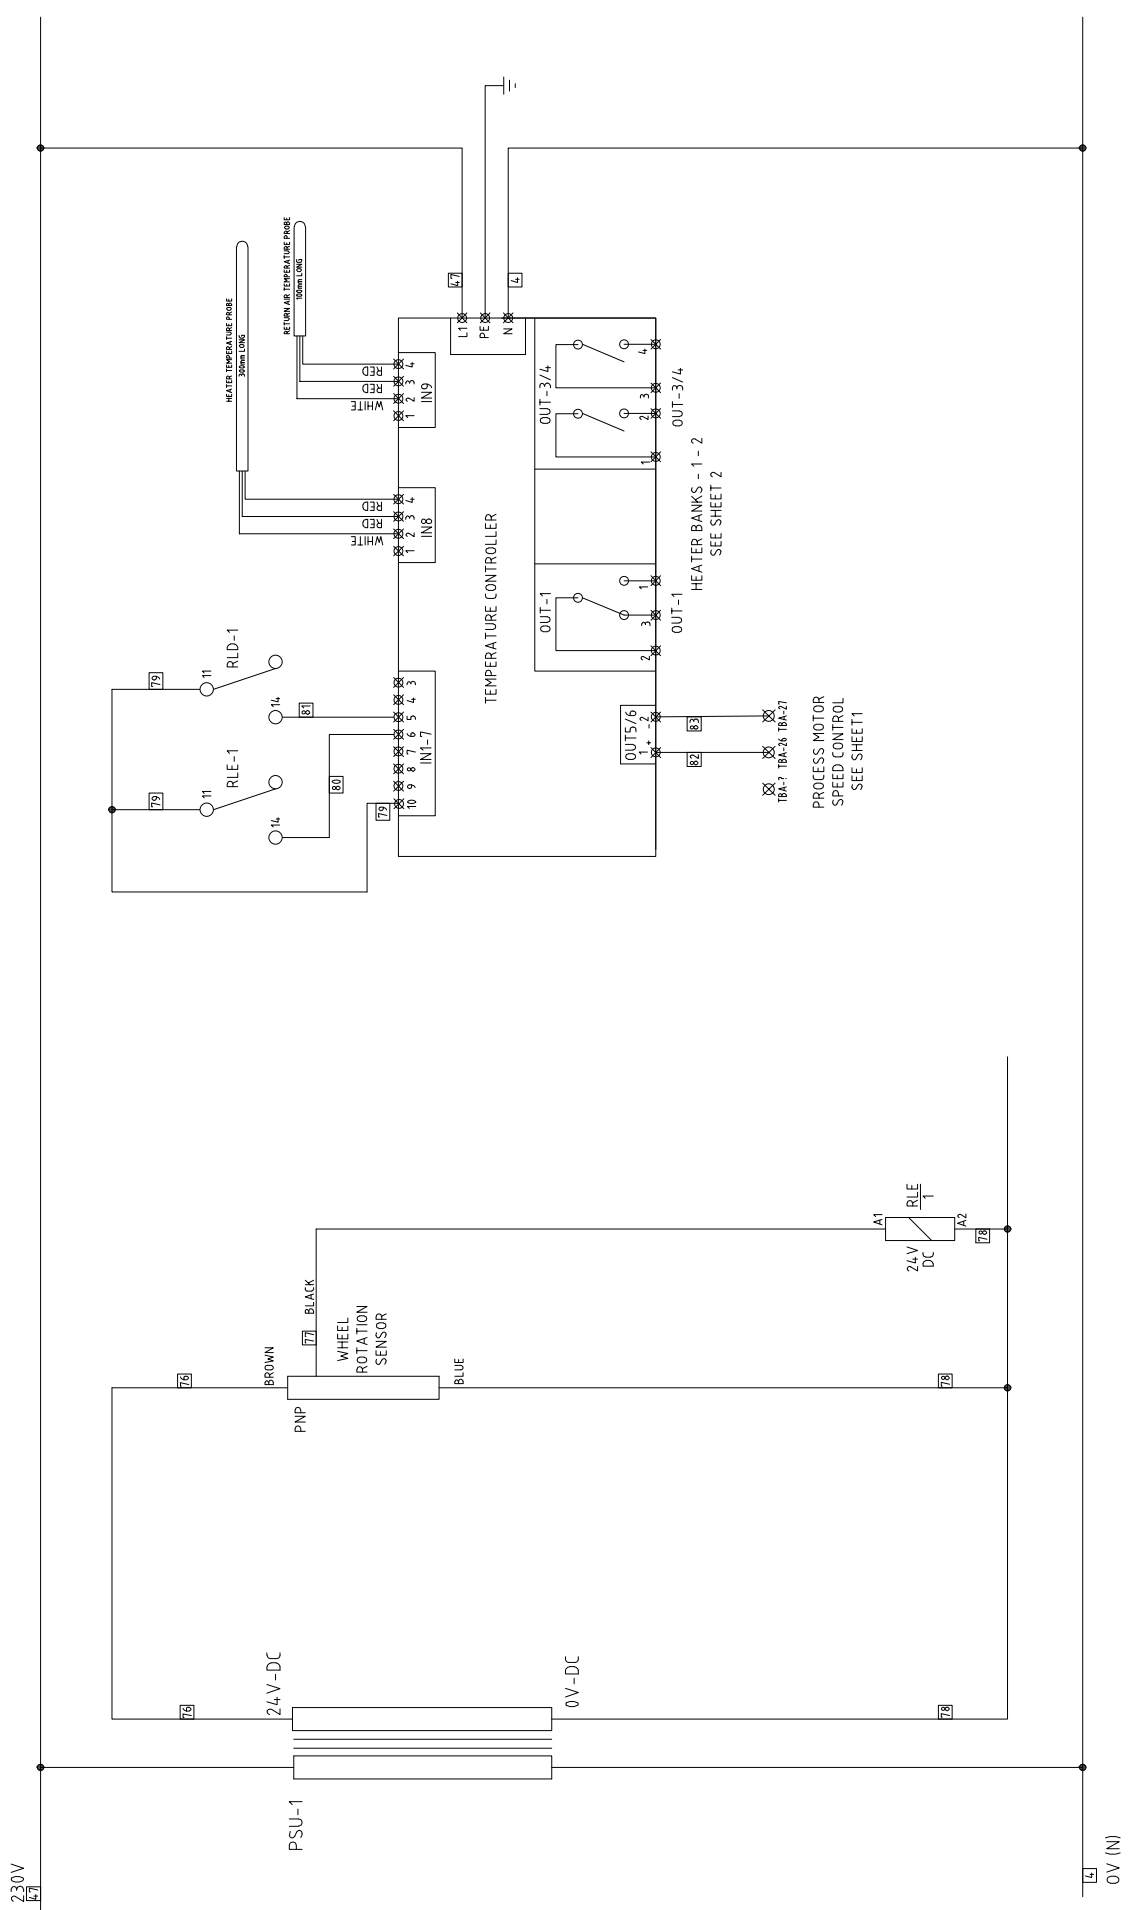 230V
47
PSU-1
24V-DC
0V-DC
76
78
4
0V (N)
76
BROWN
PNP
77
BLACK
WHEEL
ROTATION
SENSOR
BLUE
78
24V
DC
A1
A2
RLE
1
78
79
11
RLE-1
14
80
79
79
11
RLD-1
14
81
10
9
8
7
6
5
4
3
IN1-7
TEMPERATURE CONTROLLER
HEATER TEMPERATURE PROBE
300mm LONG
WHITE
RED
RED
1
2
3
4
IN8
RETURN AIR TEMPERATURE PROBE
100mm LONG
WHITE
RED
RED
1
2
3
4
IN9
47
4
L1
PE
N
OUT5/6
1 + - 2
82
83
TBA-? TBA-26 TBA-27
PROCESS MOTOR
SPEED CONTROL
SEE SHEET1
OUT-1
2
3
1
OUT-1
OUT-3/4
1
2
3
4
OUT-3/4
HEATER BANKS - 1 - 2
SEE SHEET 2